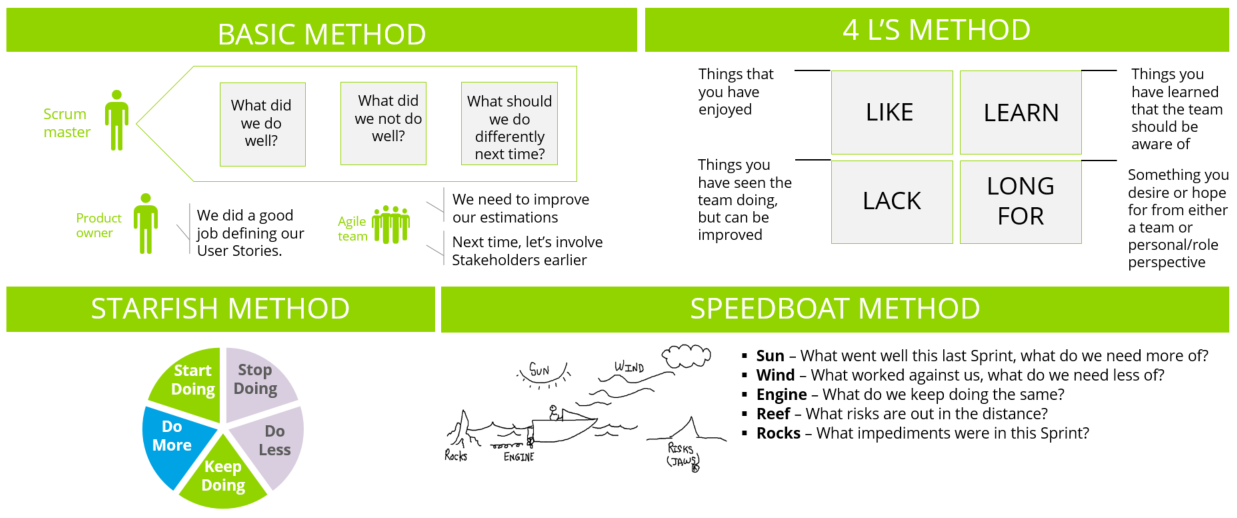 BASIC METHOD
Scrum
master
What did
we do
well?
What did
we not do
well?
What should
we do
differently
next time?
Product
owner
We did a good
job defining our
User Stories.
Agile
team
We need to improve
our estimations
Next time, let's involve
Stakeholders earlier
4 L'S METHOD
Things that
you have
enjoyed
LIKE
LEARN
Things you
have learned
that the team
should be
aware of
Things you
have seen the
team doing,
but can be
improved
LACK
LONG
FOR
Something you
desire or hope
for from either
a team or
personal/role
perspective
STARFISH METHOD
Start
Doing
Stop
Doing
Do
More
Do
Less
Keep
Doing
SPEEDBOAT METHOD
SUN
WIND
ROCKS
ENGINE
RISKS
(JAWS)
▪ Sun – What went well this last Sprint, what do we need more of?
▪ Wind – What worked against us, what do we need less of?
▪ Engine – What do we keep doing the same?
▪ Reef – What risks are out in the distance?
▪ Rocks – What impediments were in this Sprint?